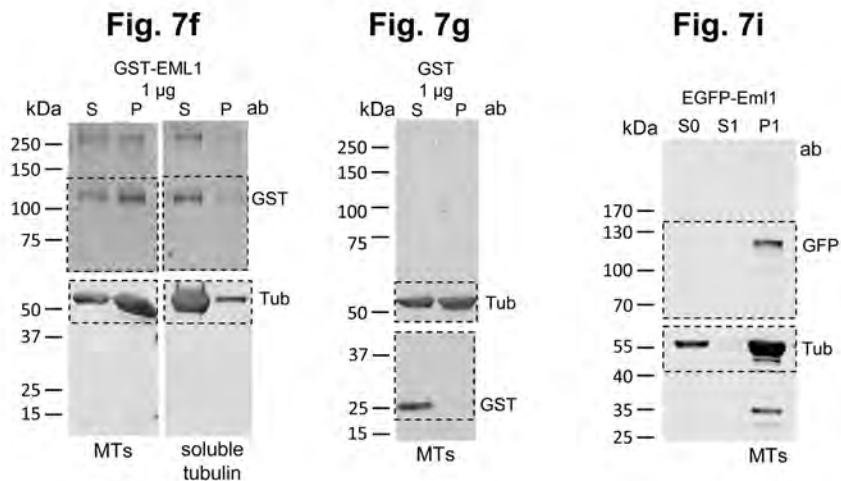 Fig. 7f
GST-EML1
1 µg
kDa S P S P ab
250
150
100
75
50
37
25
15
GST
Tub
MTs soluble
tubulin
Fig. 7g
GST
1 µg
kDa S P ab
250
150
100
75
50
37
25
15
Tub
GST
Fig. 7i
EGFP-Eml1
kDa S0 S1 P1
ab
170
130
100
70
55
40
35
25
GFP
Tub
MTs